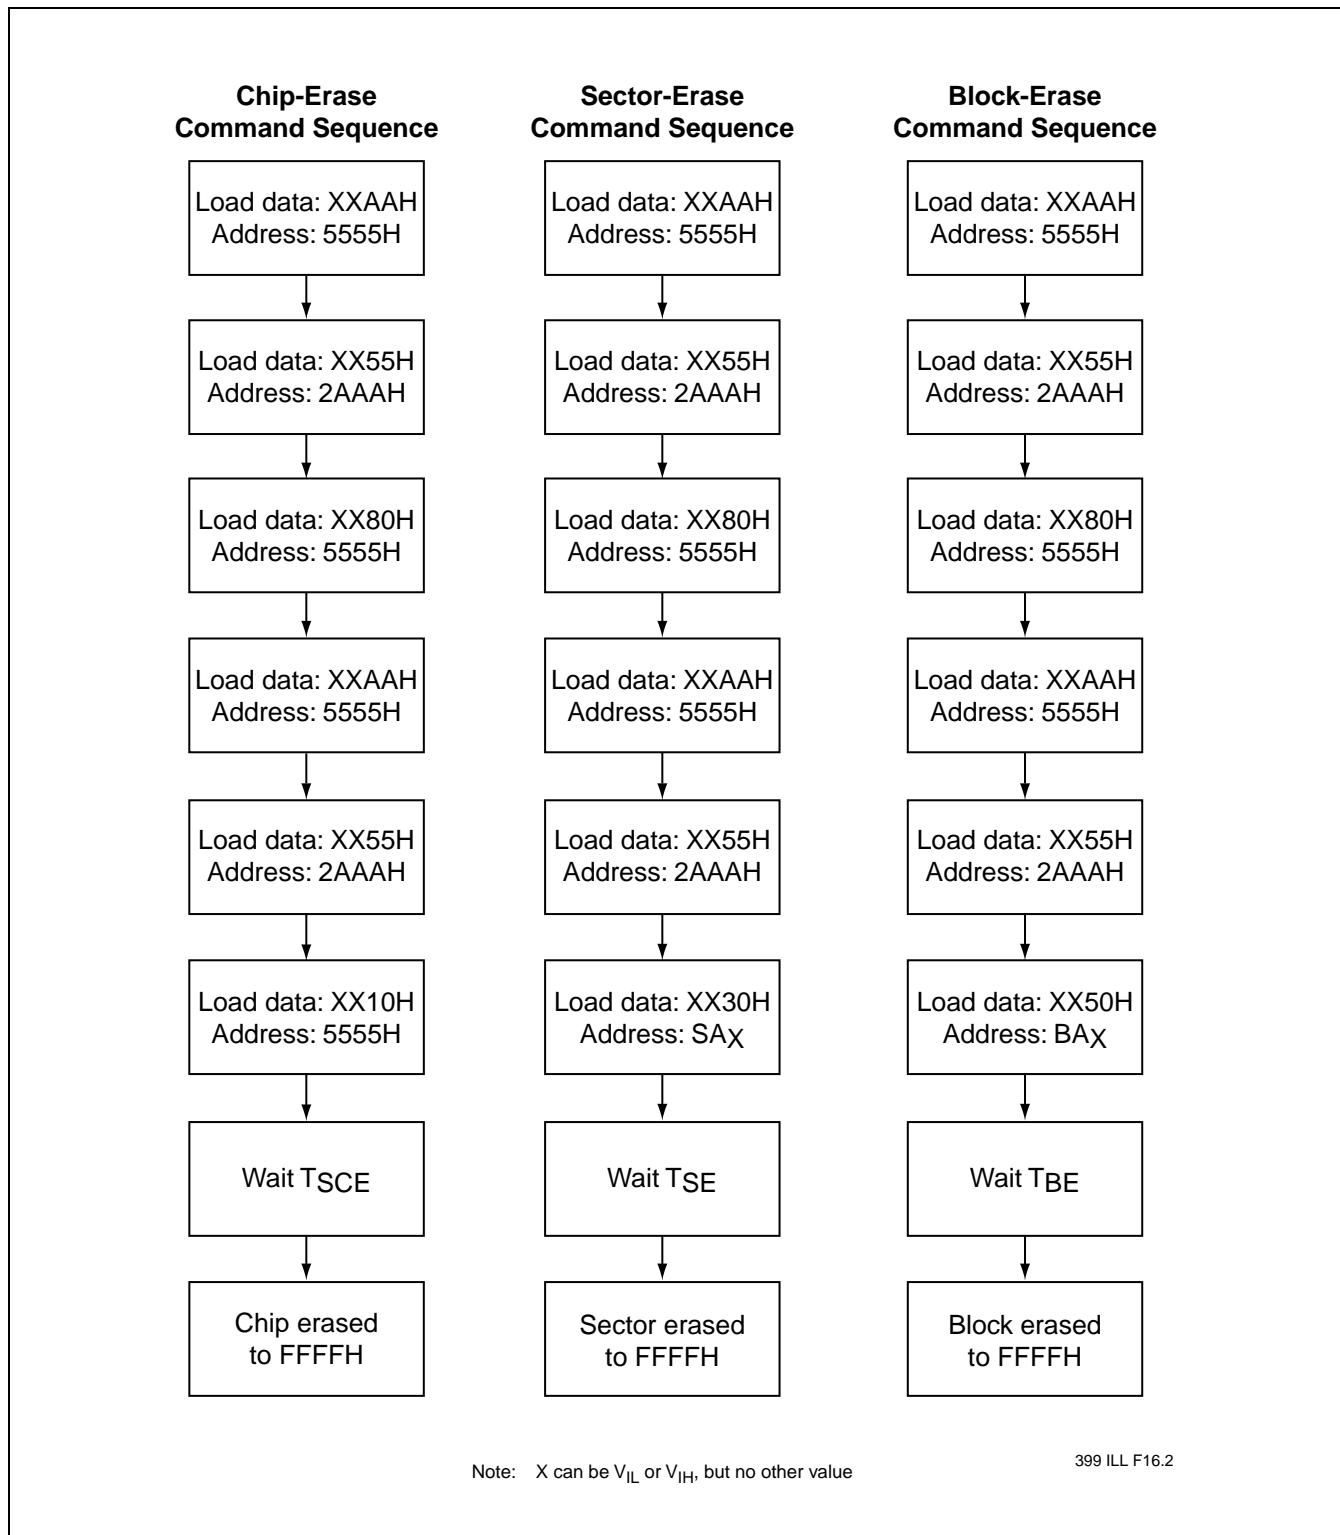 Chip-Erase
Command Sequence
Load data: XXAAH
Address: 5555H
Load data: XX55H
Address: 2AAAH
Load data: XX80H
Address: 5555H
Load data: XXAAH
Address: 5555H
Load data: XX55H
Address: 2AAAH
Load data: XX10H
Address: 5555H
Wait TSCE
Chip erased
to FFFFH
Sector-Erase
Command Sequence
Load data: XXAAH
Address: 5555H
Load data: XX55H
Address: 2AAAH
Load data: XX80H
Address: 5555H
Load data: XXAAH
Address: 5555H
Load data: XX55H
Address: 2AAAH
Load data: XX30H
Address: SAX
Wait TSE
Sector erased
to FFFFH
Block-Erase
Command Sequence
Load data: XXAAH
Address: 5555H
Load data: XX55H
Address: 2AAAH
Load data: XX80H
Address: 5555H
Load data: XXAAH
Address: 5555H
Load data: XX55H
Address: 2AAAH
Load data: XX50H
Address: BAX
Wait TBE
Block erased
to FFFFH
Note: X can be VIL or VIH, but no other value
399 ILL F16.2